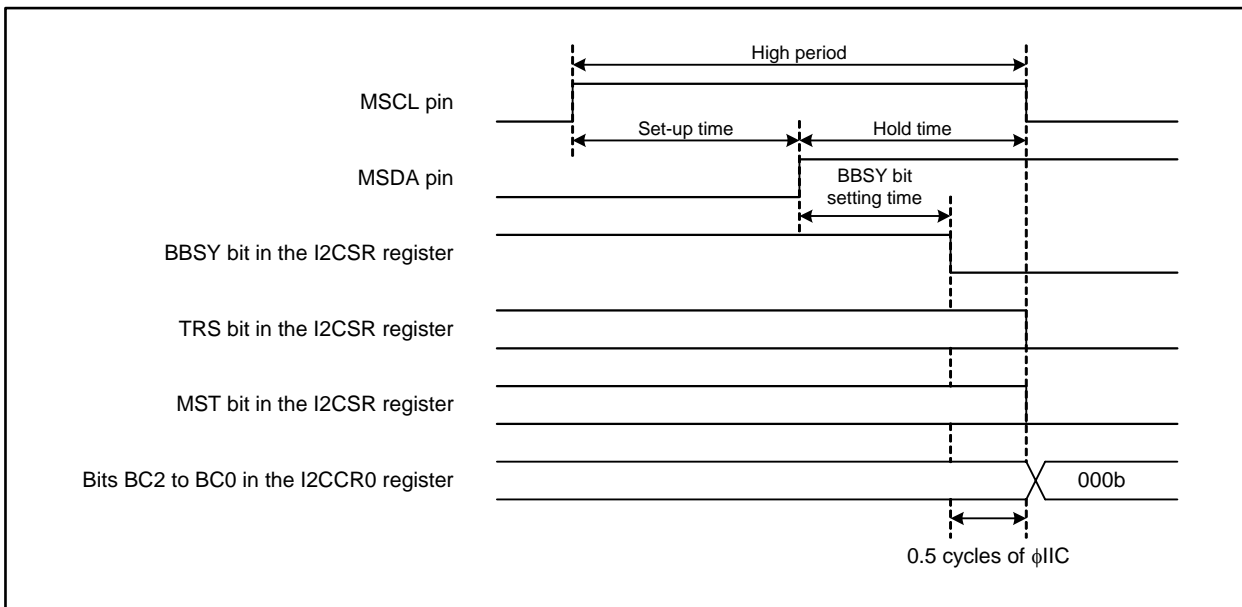 High period
MSCL pin
Set-up time
Hold time
MSDA pin
BBSY bit
setting time
BBSY bit in the I2CSR register
TRS bit in the I2CSR register
MST bit in the I2CSR register
Bits BC2 to BC0 in the I2CCR0 register
000b
0.5 cycles of ϕIIC